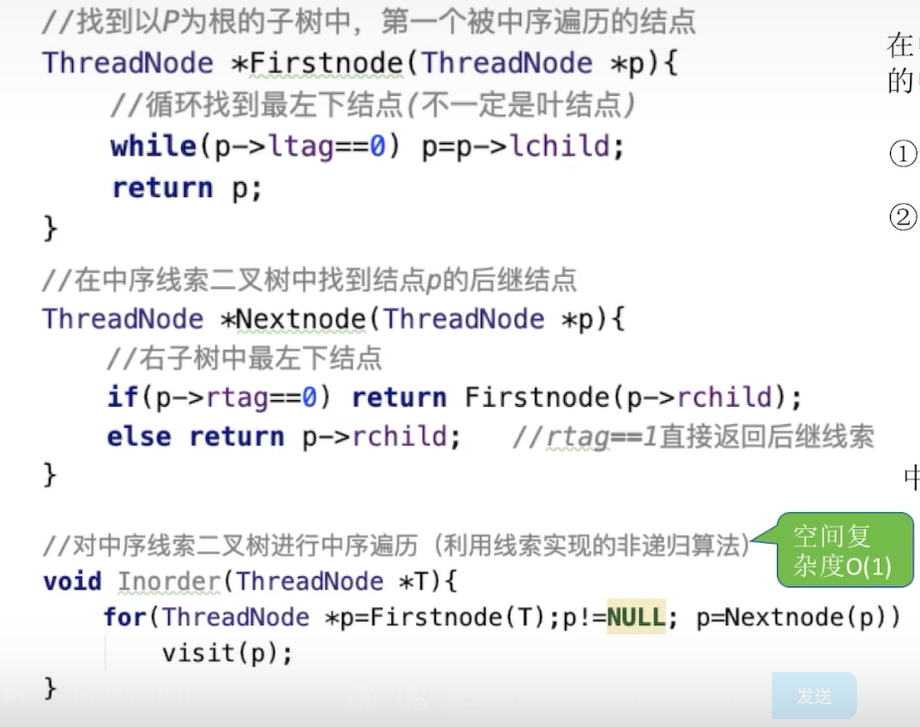 //找到以P为根的子树中，第一个被中序遍历的结点
ThreadNode *Firstnode(ThreadNode *p){
//循环找到最左下结点(不一定是叶结点)
while(p->ltag==0) p=p->lchild;
return p;
}
//在中序线索二叉树中找到结点p的后继结点
ThreadNode *Nextnode(ThreadNode *p){
//右子树中最左下结点
if(p->rtag==0) return Firstnode(p->rchild);
else return p->rchild; //rtag==1直接返回后继线索
}
//对中序线索二叉树进行中序遍历（利用线索实现的非递归算法)
void Inorder(ThreadNode *T){
for(ThreadNode *p=Firstnode(T);p!=NULL; p=Nextnode(p))
visit(p);
}
空间复
杂度O(1)
在
的
①
②
中
发送